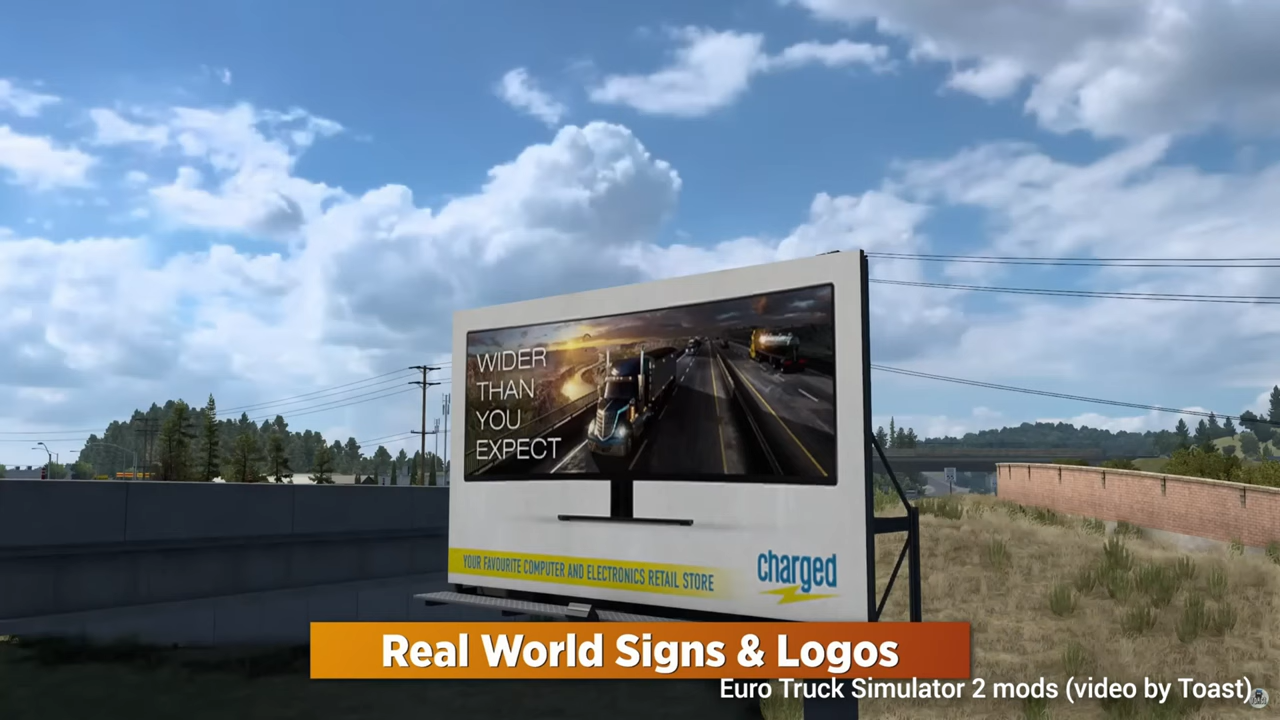 WIDER
THAN
YOU
EXPECT
YOUR FAVOURITE COMPUTER AND ELECTRONICS RETAIL STORE
charged
Real World Signs & Logos
Euro Truck Simulator 2 mods (video by Toast)